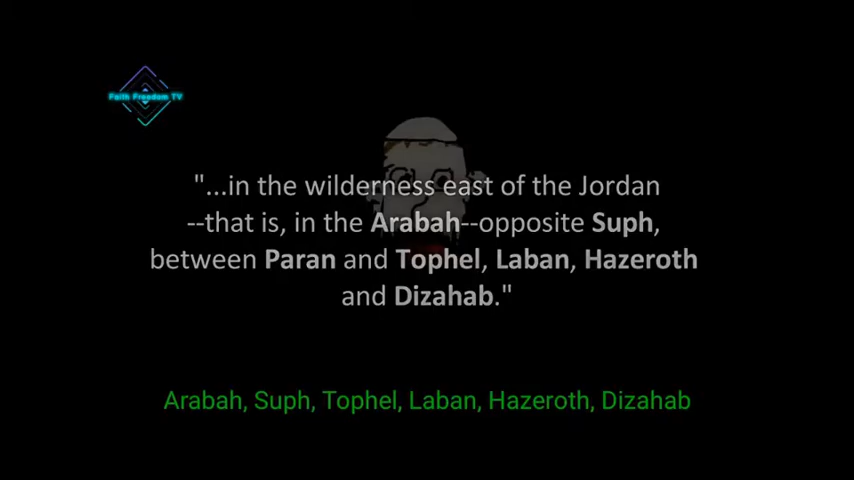 Faith Freedom TV
"...in the wilderness east of the Jordan
--that is, in the Arabah--opposite Suph,
between Paran and Tophel, Laban, Hazeroth
and Dizahab."
Arabah, Suph, Tophel, Laban, Hazeroth, Dizahab